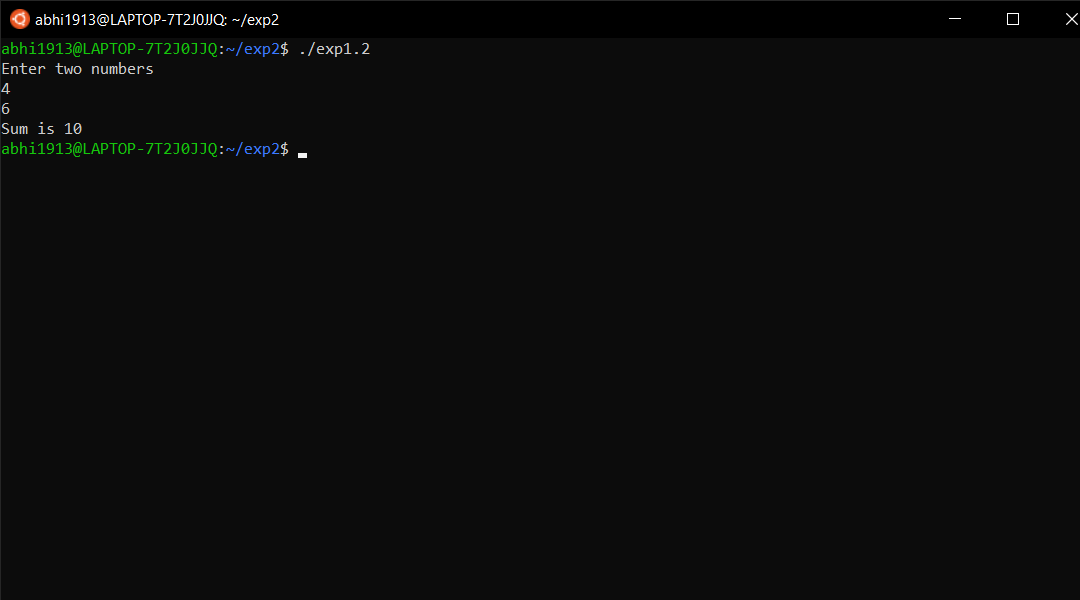 abhi1913@LAPTOP-7T2J0JJQ: ~/exp2
abhi1913@LAPTOP-7T2J0JJQ:~/exp2$ ./exp1.2
Enter two numbers
4
6
Sum is 10
abhi1913@LAPTOP-7T2J0JJQ:~/exp2$